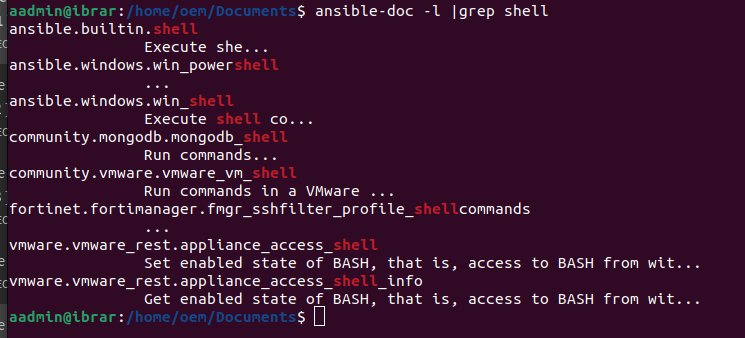 aadmin@ibrar:/home/oem/Documents$ ansible-doc -l |grep shell
ansible.builtin.shell
Execute she...
ansible.windows.win_powershell
...
ansible.windows.win_shell
Execute shell co...
community.mongodb.mongodb_shell
Run commands...
community.vmware.vmware_vm_shell
Run commands in a VMware ...
fortinet.fortimanager.fmgr_sshfilter_profile_shellcommands
...
vmware.vmware_rest.appliance_access_shell
Set enabled state of BASH, that is, access to BASH from wit...
vmware.vmware_rest.appliance_access_shell_info
Get enabled state of BASH, that is, access to BASH from wit...
aadmin@ibrar:/home/oem/Documents$